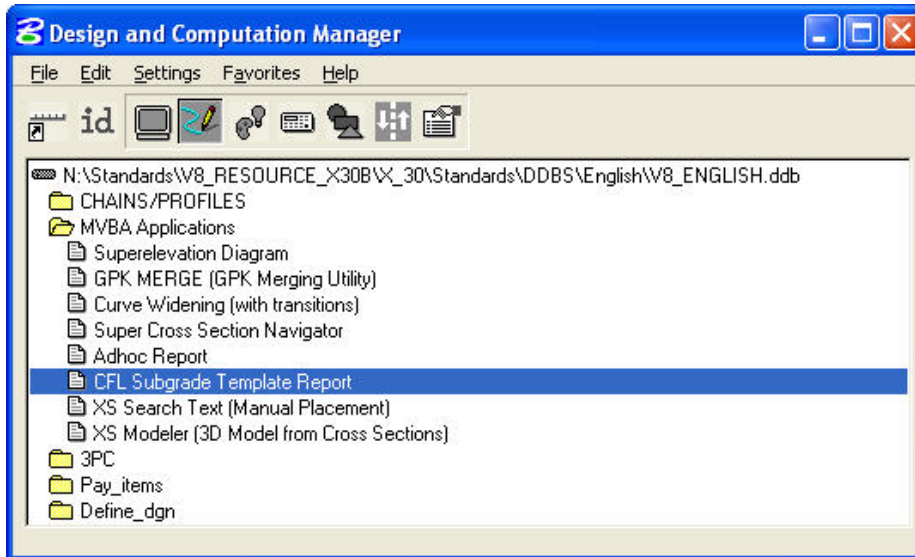 Design and Computation Manager
File Edit Settings Favorites Help
id
N:\Standards\V8_RESOURCE_X30B\X_30\Standards\DDBS\English\V8_ENGLISH.ddb
CHAINS/PROFILES
MVBA Applications
Superelevation Diagram
GPK MERGE (GPK Merging Utility)
Curve Widening (with transitions)
Super Cross Section Navigator
Adhoc Report
CFL Subgrade Template Report
XS Search Text (Manual Placement)
XS Modeler (3D Model from Cross Sections)
3PC
Pay_items
Define_dgn